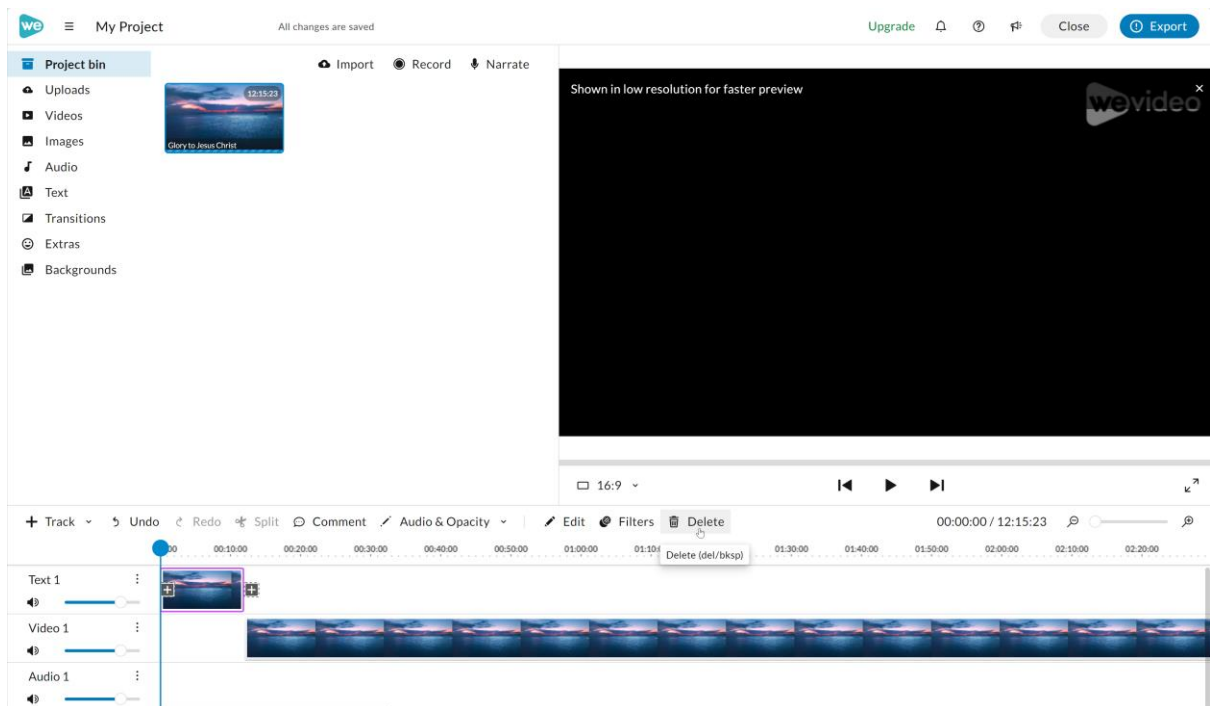 we My Project All changes are saved Upgrade Close Export
Project bin
Import Record Narrate
Uploads
Videos
Images
Audio
Text
Transitions
Extras
Backgrounds
12:15:23
Glory to Jesus Christ
Shown in low resolution for faster preview
wevideo
16:9
+ Track Undo Redo Split Comment Audio & Opacity Edit Filters Delete 00:00:00 / 12:15:23
00 00:10:00 00:20:00 00:30:00 00:40:00 00:50:00 01:00:00 01:10:0 01:30:00 01:40:00 01:50:00 02:00:00 02:10:00 02:20:00
Delete (del/bksp)
Text 1
Video 1
Audio 1